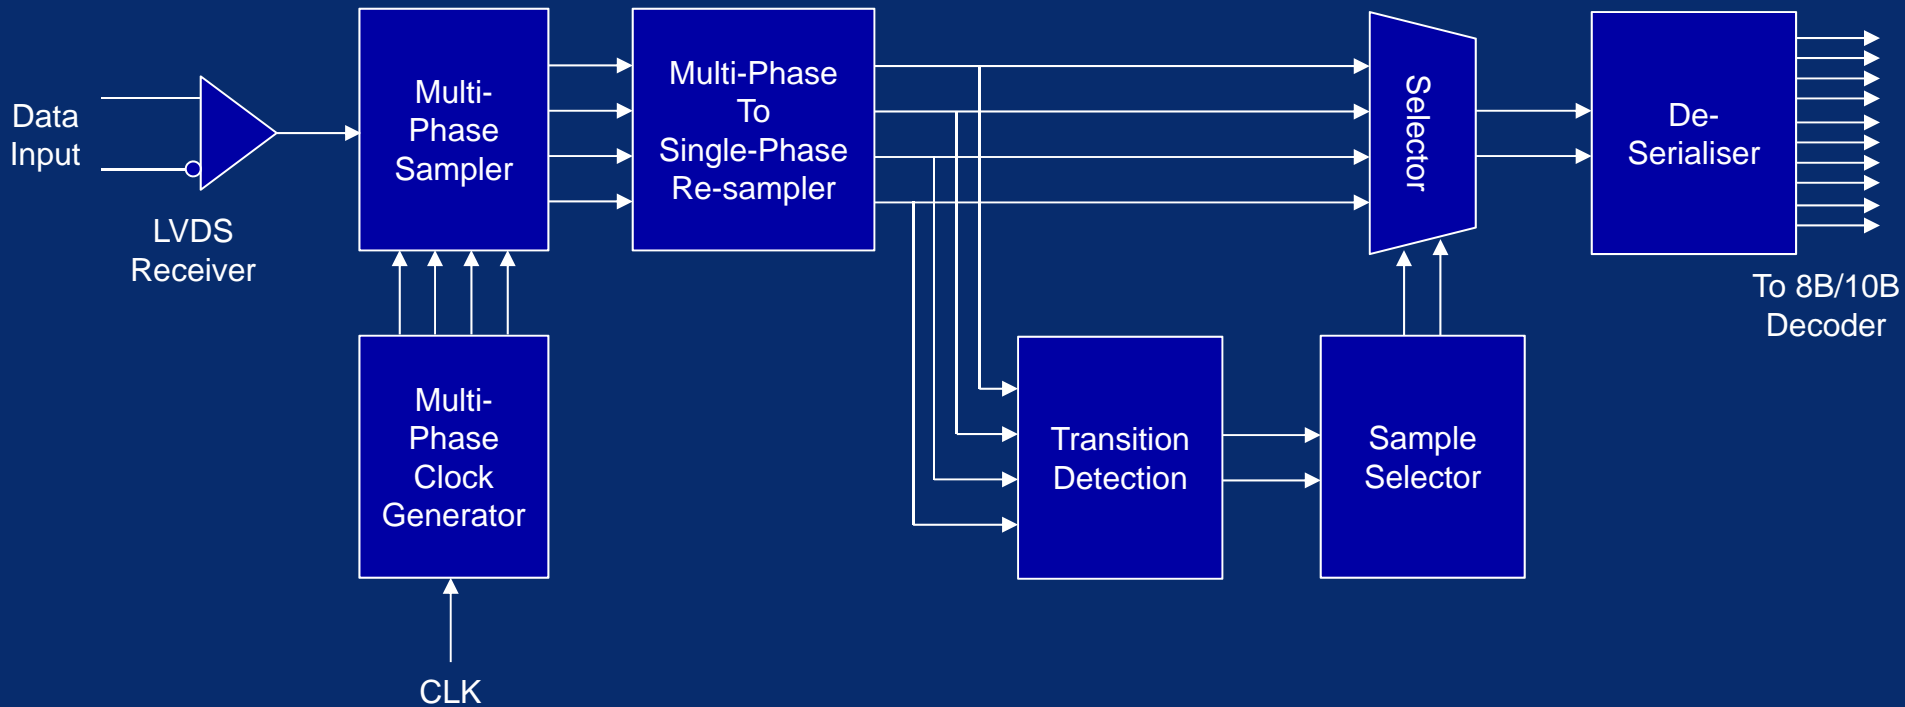 Data
Input
LVDS
Receiver
Multi-
Phase
Sampler
Multi-Phase
To
Single-Phase
Re-sampler
Selector
De-
Serialiser
To 8B/10B
Decoder
Multi-
Phase
Clock
Generator
Transition
Detection
Sample
Selector
CLK